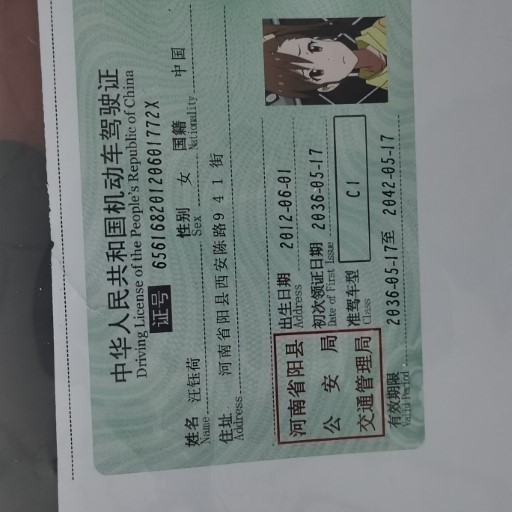 中华人民共和国机动车驾驶证
Driving License of the People's Republic of China
证号 65616820120601772X
姓名 汪钰荷 性别 女 国籍 中国
Name Sex Nationality
住址 河南省阳县西安陈路941街
Address
出生日期 2012-06-01
Address
初次领证日期 2036-05-17
Date of First Issue
准驾车型 C1
Class
河南省阳县
公安局
交通管理局
有效期限 2036-05-17至 2042-05-17
Valid Period